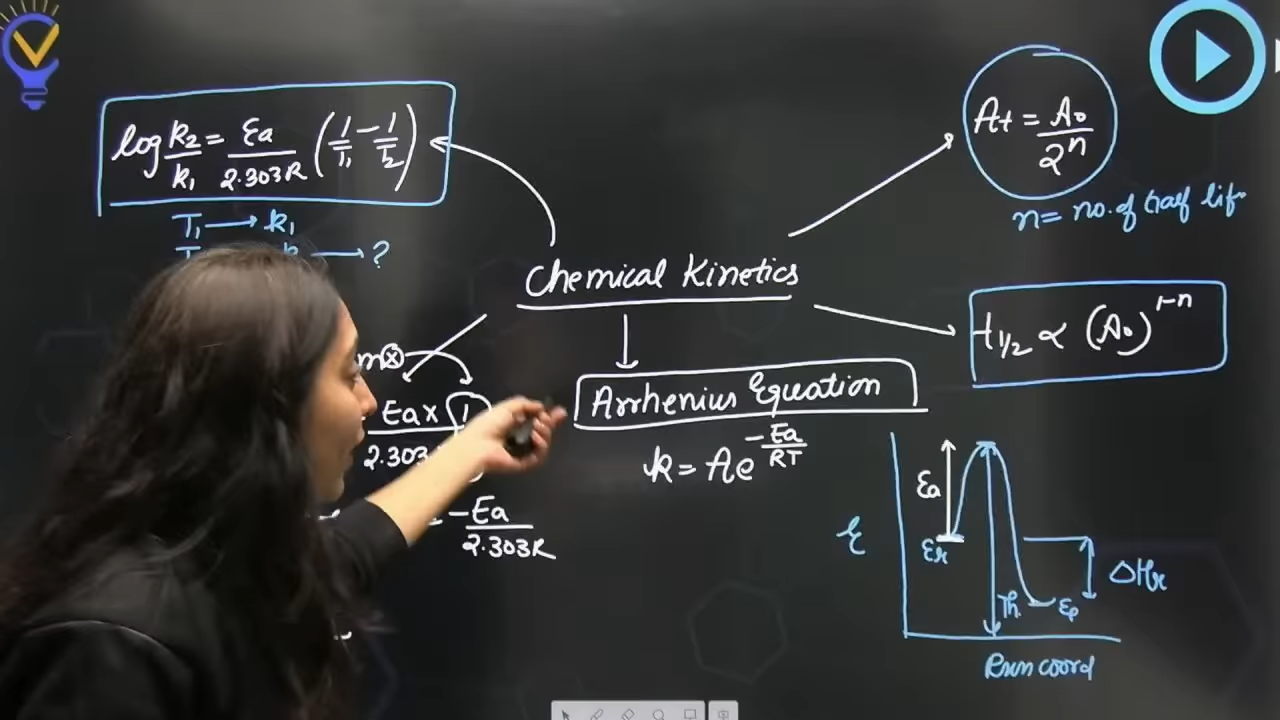 log k2/k1 = Ea/2.303R (1/T1 - 1/T2)
T1 → k1
→ ?
At = A0/2^n
n = no. of half life
Chemical Kinetics
t1/2 ∝ (A0)^1-n
Arrhenius Equation
k = Ae^-Ea/RT
m x
Ea x 1
2.303
- Ea/2.303R
Ea
Er
E
Th.
Ep
ΔHr
Rxn coord